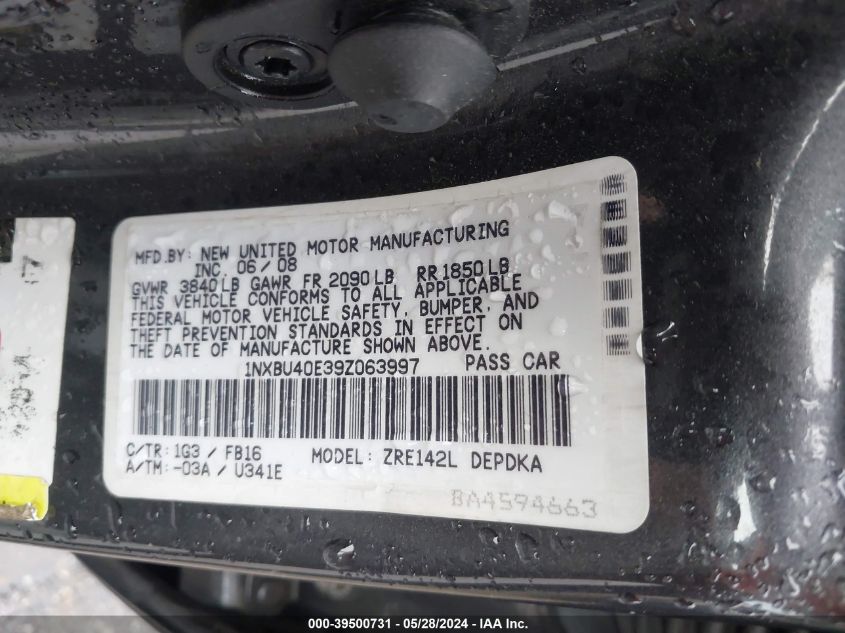 MFD.BY: NEW UNITED MOTOR MANUFACTURING
INC. 06/08
GVWR 3840LB GAWR FR 2090LB RR1850LB
THIS VEHICLE CONFORMS TO ALL APPLICABLE
FEDERAL MOTOR VEHICLE SAFETY, BUMPER, AND
THEFT PREVENTION STANDARDS IN EFFECT ON
THE DATE OF MANUFACTURE SHOWN ABOVE.
1NXBU40E39Z063997 PASS CAR
C/TR: 1G3 / FB16 MODEL: ZRE142L DEPDKA
A/TM: -03A / U341E
BA4594663
17
000-39500731 - 05/28/2024 - IAA Inc.